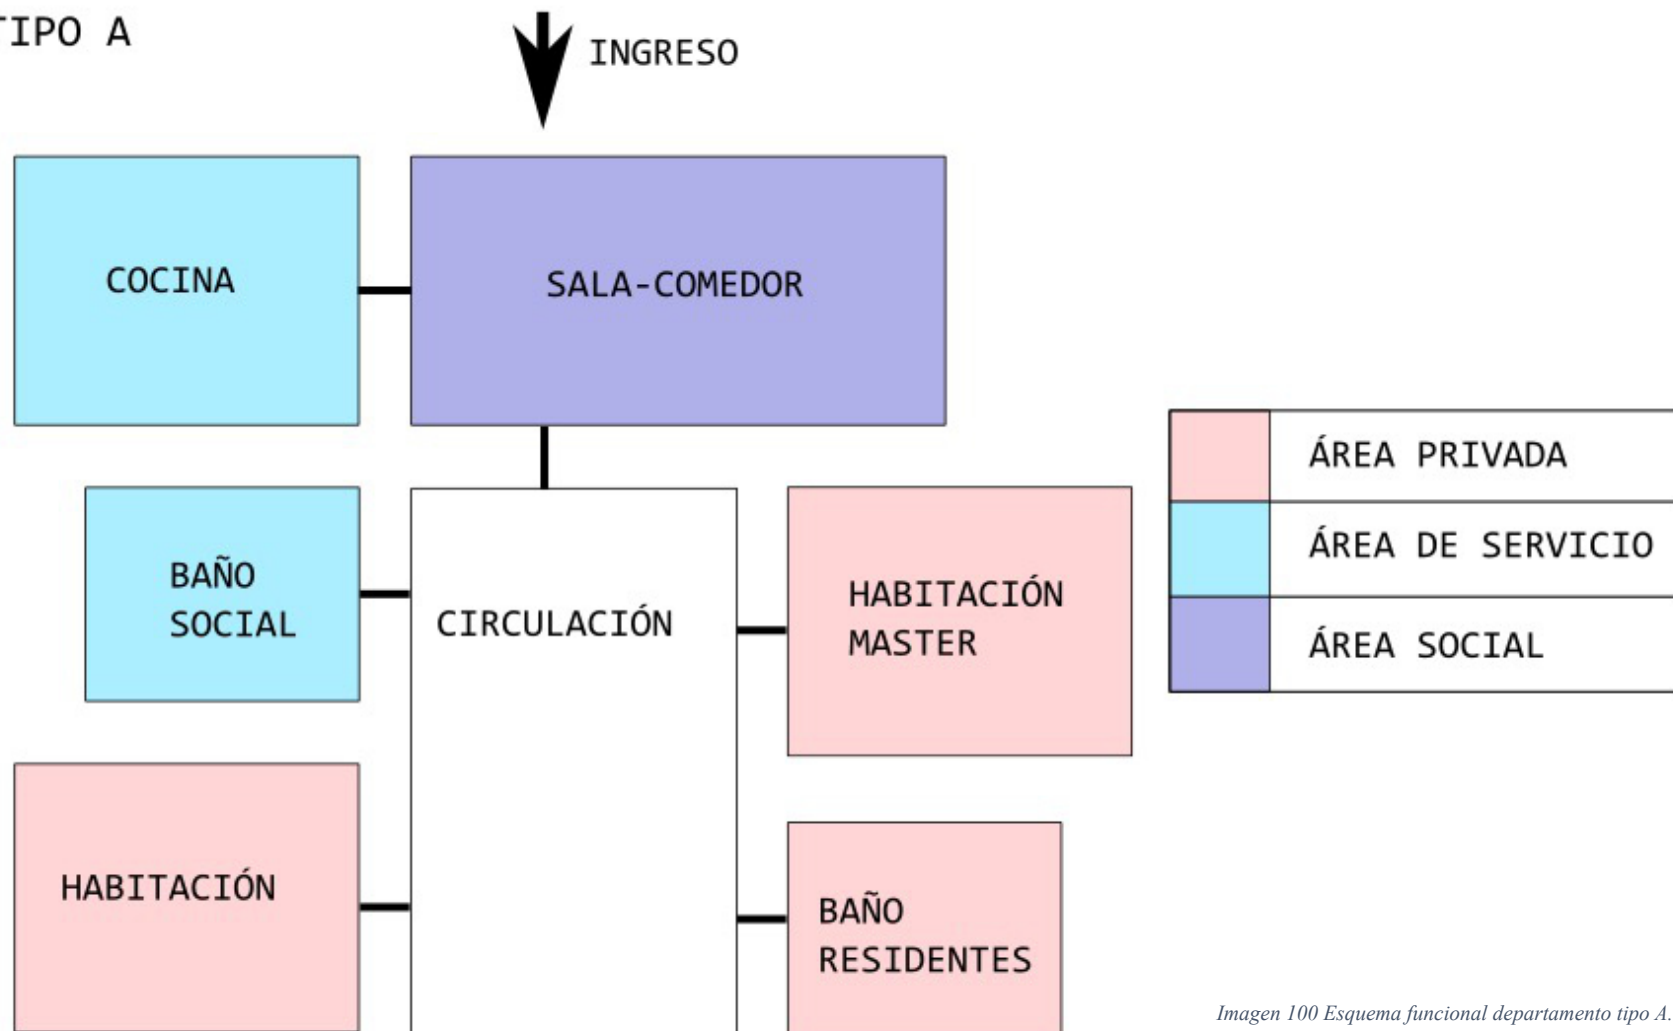 TIPO A
INGRESO
COCINA
SALA-COMEDOR
BAÑO
SOCIAL
CIRCULACIÓN
HABITACIÓN
MASTER
HABITACIÓN
BAÑO
RESIDENTES
ÁREA PRIVADA
ÁREA DE SERVICIO
ÁREA SOCIAL
Imagen 100 Esquema funcional departamento tipo A.